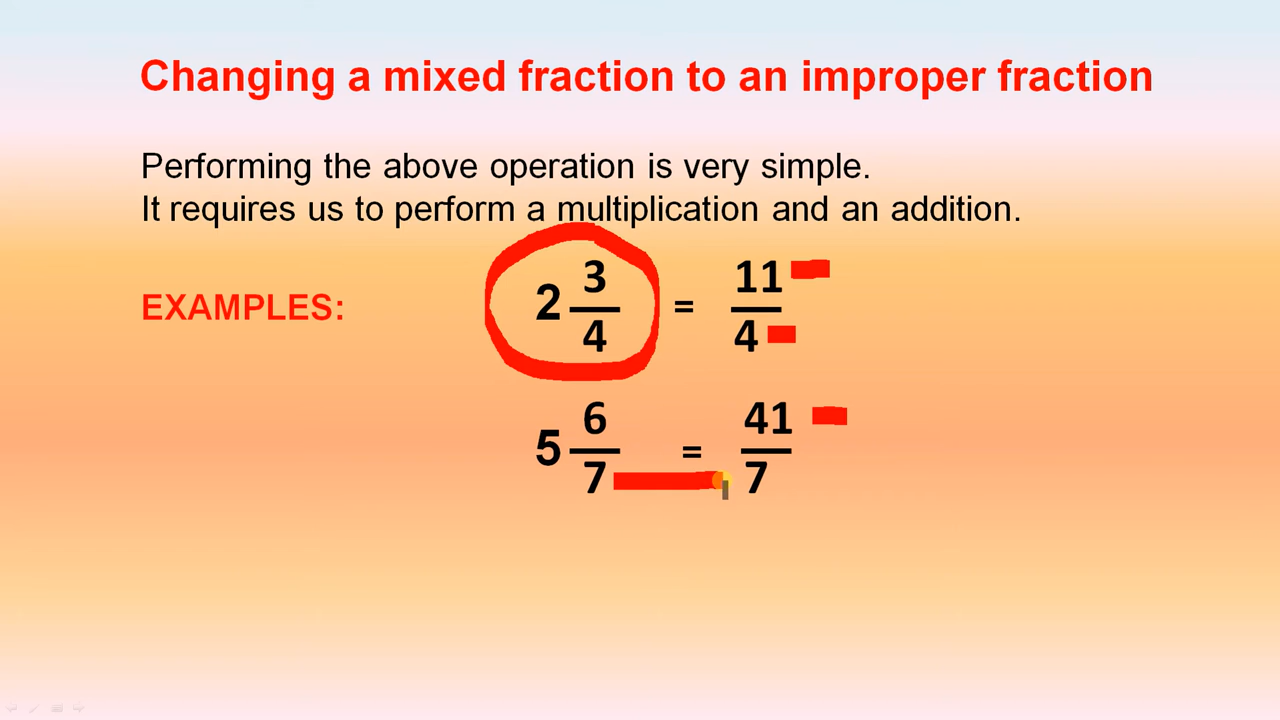 Changing a mixed fraction to an improper fraction
Performing the above operation is very simple.
It requires us to perform a multiplication and an addition.
EXAMPLES: 2 3/4 = 11/4
5 6/7 = 41/7